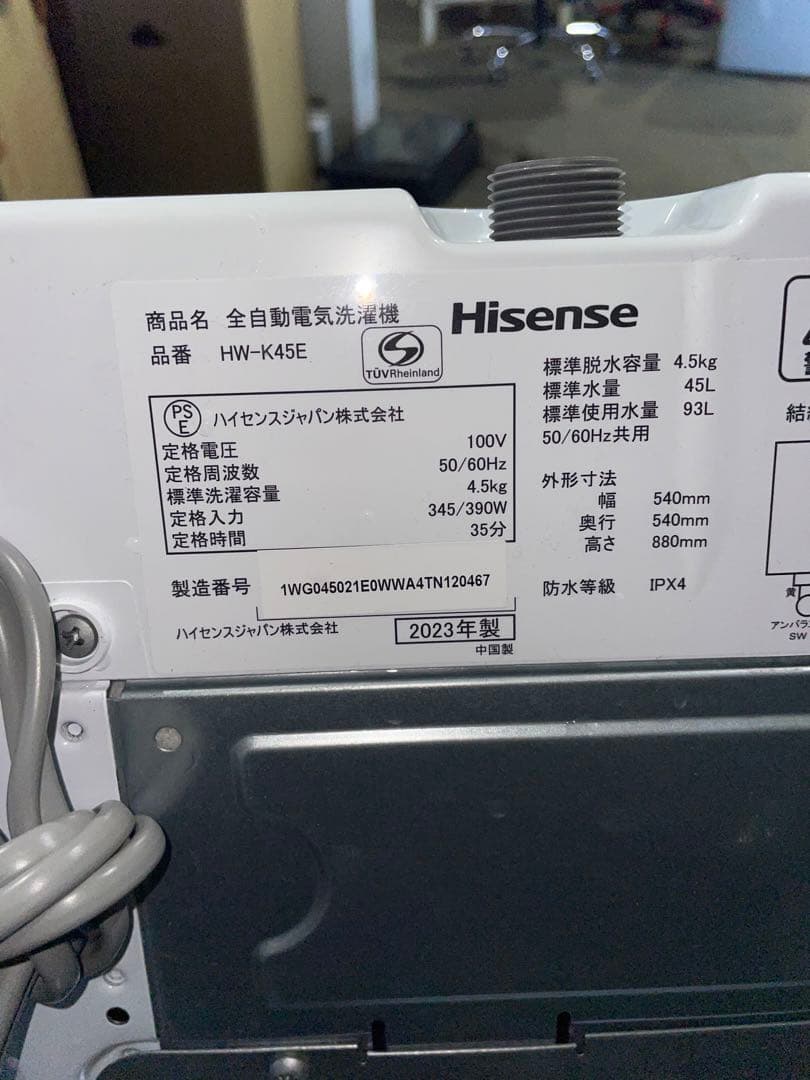 商品名 全自動電気洗濯機
Hisense
品番 HW-K45E
TÜVRheinland
PSE ハイセンスジャパン株式会社
定格電圧 100V
定格周波数 50/60Hz
標準洗濯容量 4.5kg
定格入力 345/390W
定格時間 35分
標準脱水容量 4.5kg
標準水量 45L
標準使用水量 93L
50/60Hz共用
外形寸法
幅 540mm
奥行 540mm
高さ 880mm
製造番号 1WG045021E0WWA4TN120467
防水等級 IPX4
ハイセンスジャパン株式会社 2023年製
中国製
黄
アンバラ
SW